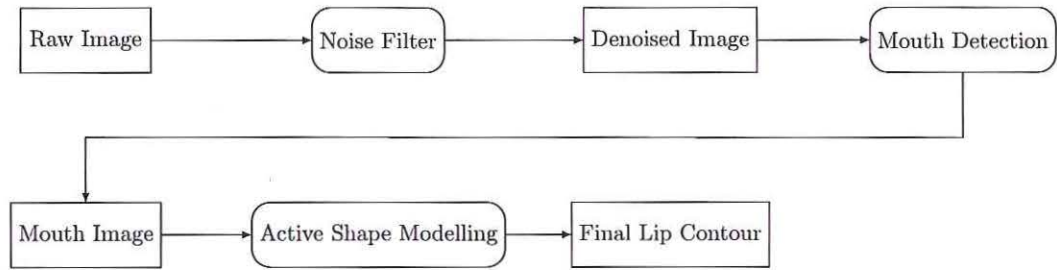 Raw Image
Noise Filter
Denoised Image
Mouth Detection
Mouth Image
Active Shape Modelling
Final Lip Contour